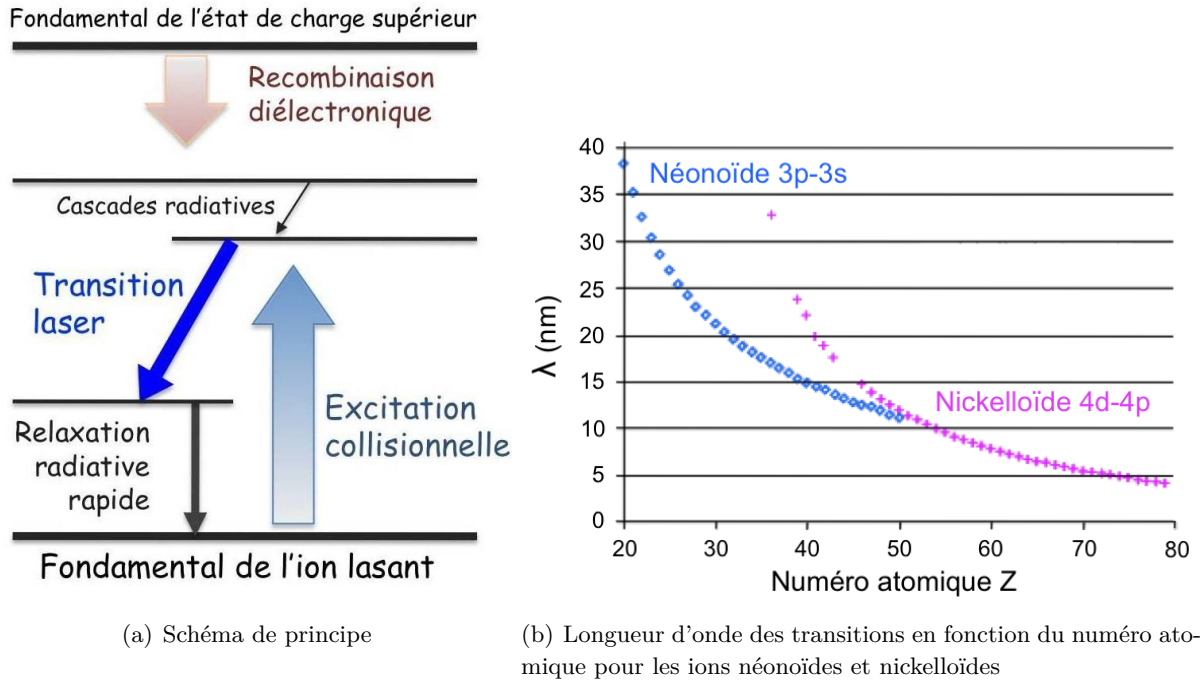 Fondamental de l'état de charge supérieur
Recombinaison
diélectronique
Cascades radiatives
Transition
laser
Excitation
collisionnelle
Relaxation
radiative
rapide
Fondamental de l'ion lasant
(a) Schéma de principe
40
35
30
25
20
15
10
5
0
λ (nm)
Néonoïde 3p-3s
Nickelloïde 4d-4p
20 30 40 50 60 70 80
Numéro atomique Z
(b) Longueur d'onde des transitions en fonction du numéro ato-
mique pour les ions néonoïdes et nickelloïdes